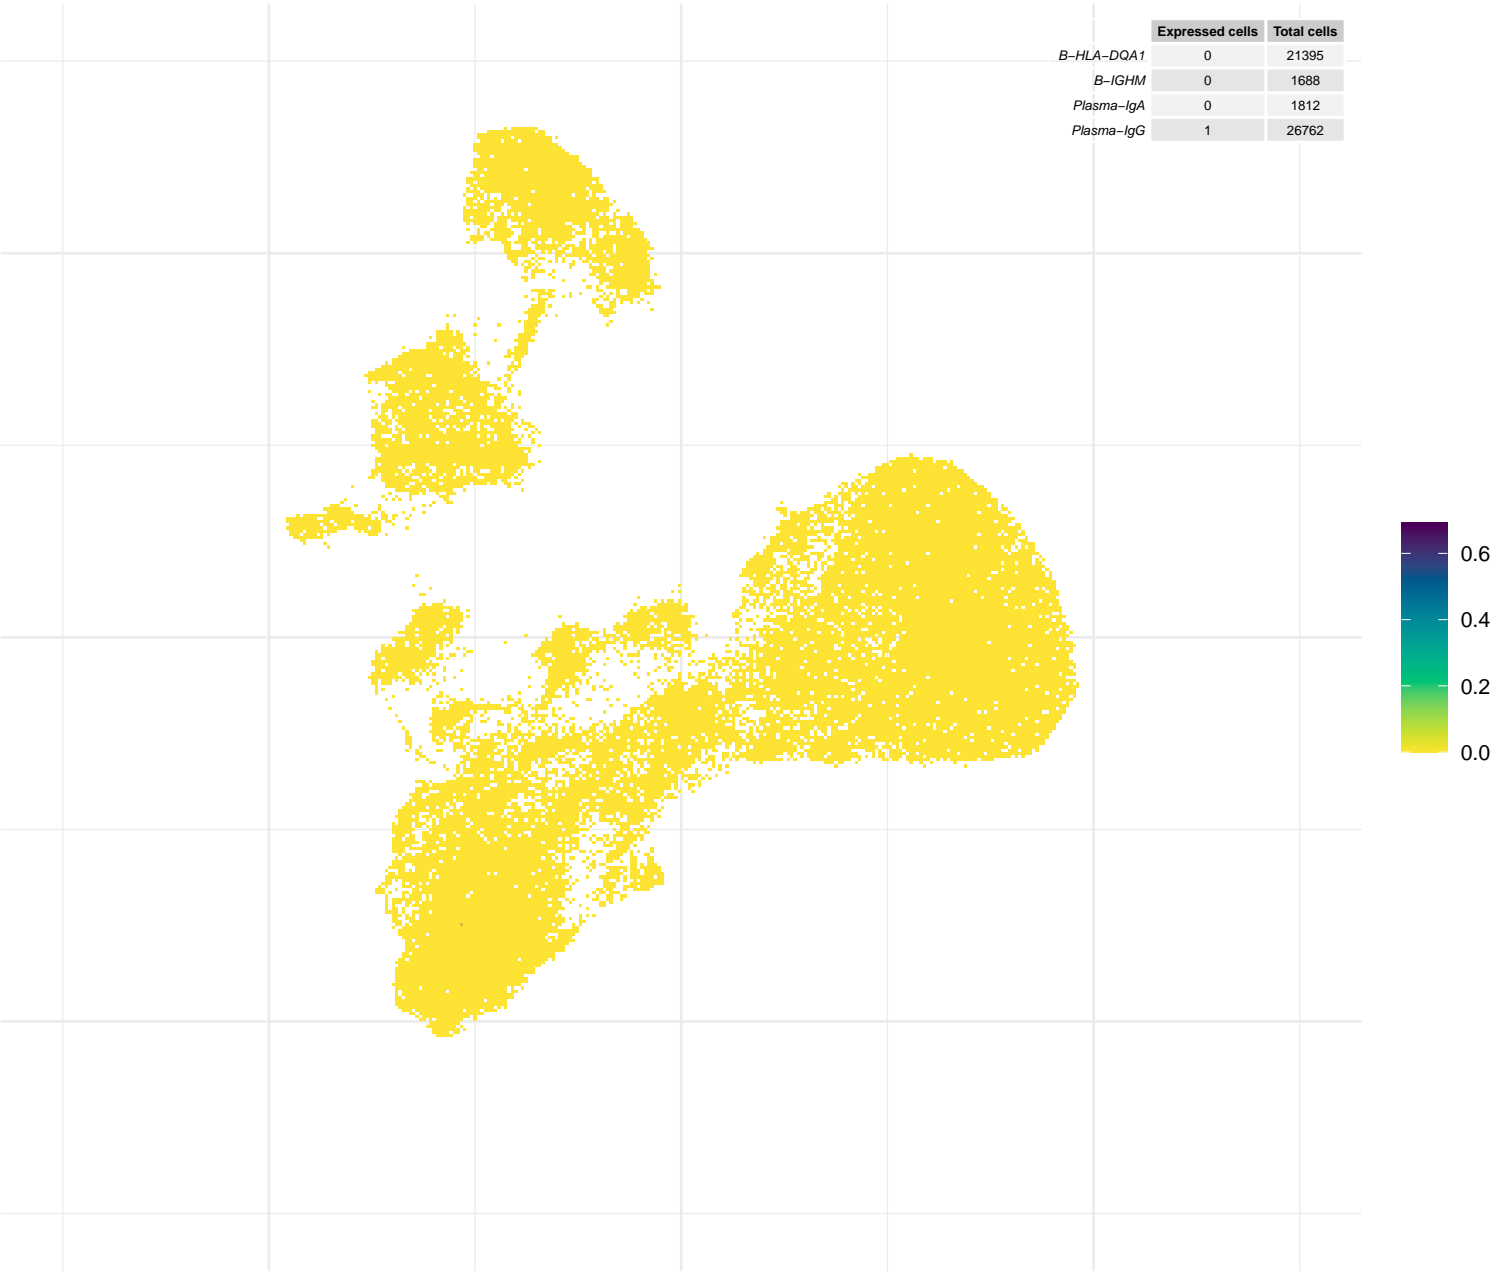 Expressed cells Total cells
B−HLA−DQA1 0 21395
B−IGHM 0 1688
Plasma−IgA 0 1812
Plasma−IgG 1 26762
0.6
0.4
0.2
0.0